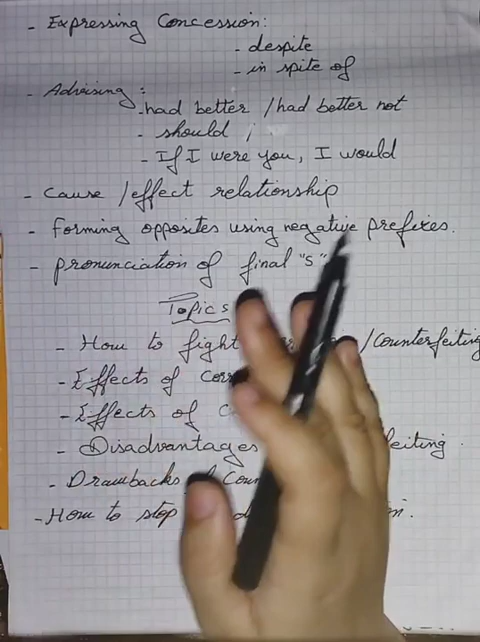 - Expressing Concession:
- despite
- in spite of
- Advising:
- had better / had better not
- should ;
- If I were you, I would
- cause / effect relationship
- Forming opposites using negative prefixes.
- pronunciation of final "s"
Topics
- How to fight /counterfeiting
- Effects of
- Effects of
- Disadvantages
- Drawbacks of
- How to stop